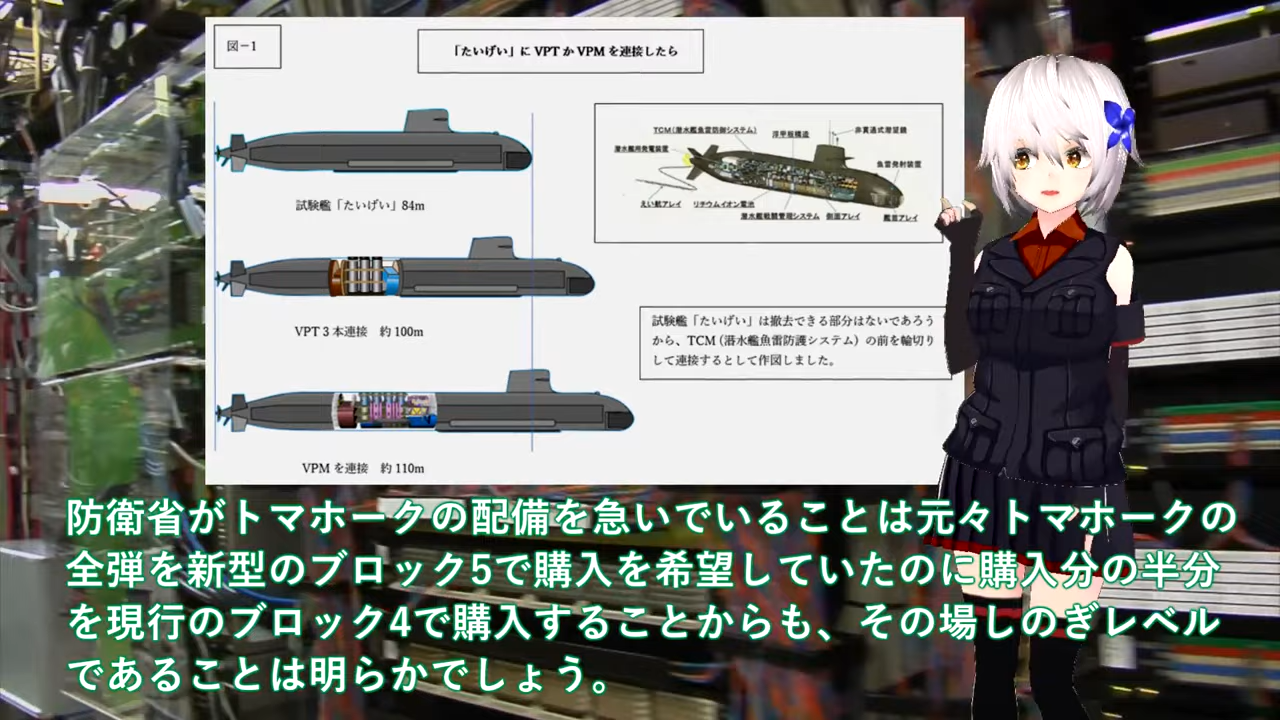 図－1
「たいげい」に VPT か VPM を連接したら
試験艦「たいげい」84m
VPT 3 本連接　約 100m
VPM を連接　約 110m
TCM(潜水艦魚雷防御システム)
浮甲板構造
非貫通式潜望鏡
潜水艦用発電装置
魚雷発射装置
えい航アレイ
リチウムイオン電池
潜水艦戦闘管理システム
側面アレイ
艦首アレイ
試験艦「たいげい」は撤去できる部分はないであろう
から、TCM（潜水艦魚雷防護システム）の前を輪切り
して連接するとして作図しました。
防衛省がトマホークの配備を急いでいることは元々トマホークの
全弾を新型のブロック5で購入を希望していたのに購入分の半分
を現行のブロック4で購入することからも、その場しのぎレベル
であることは明らかでしょう。